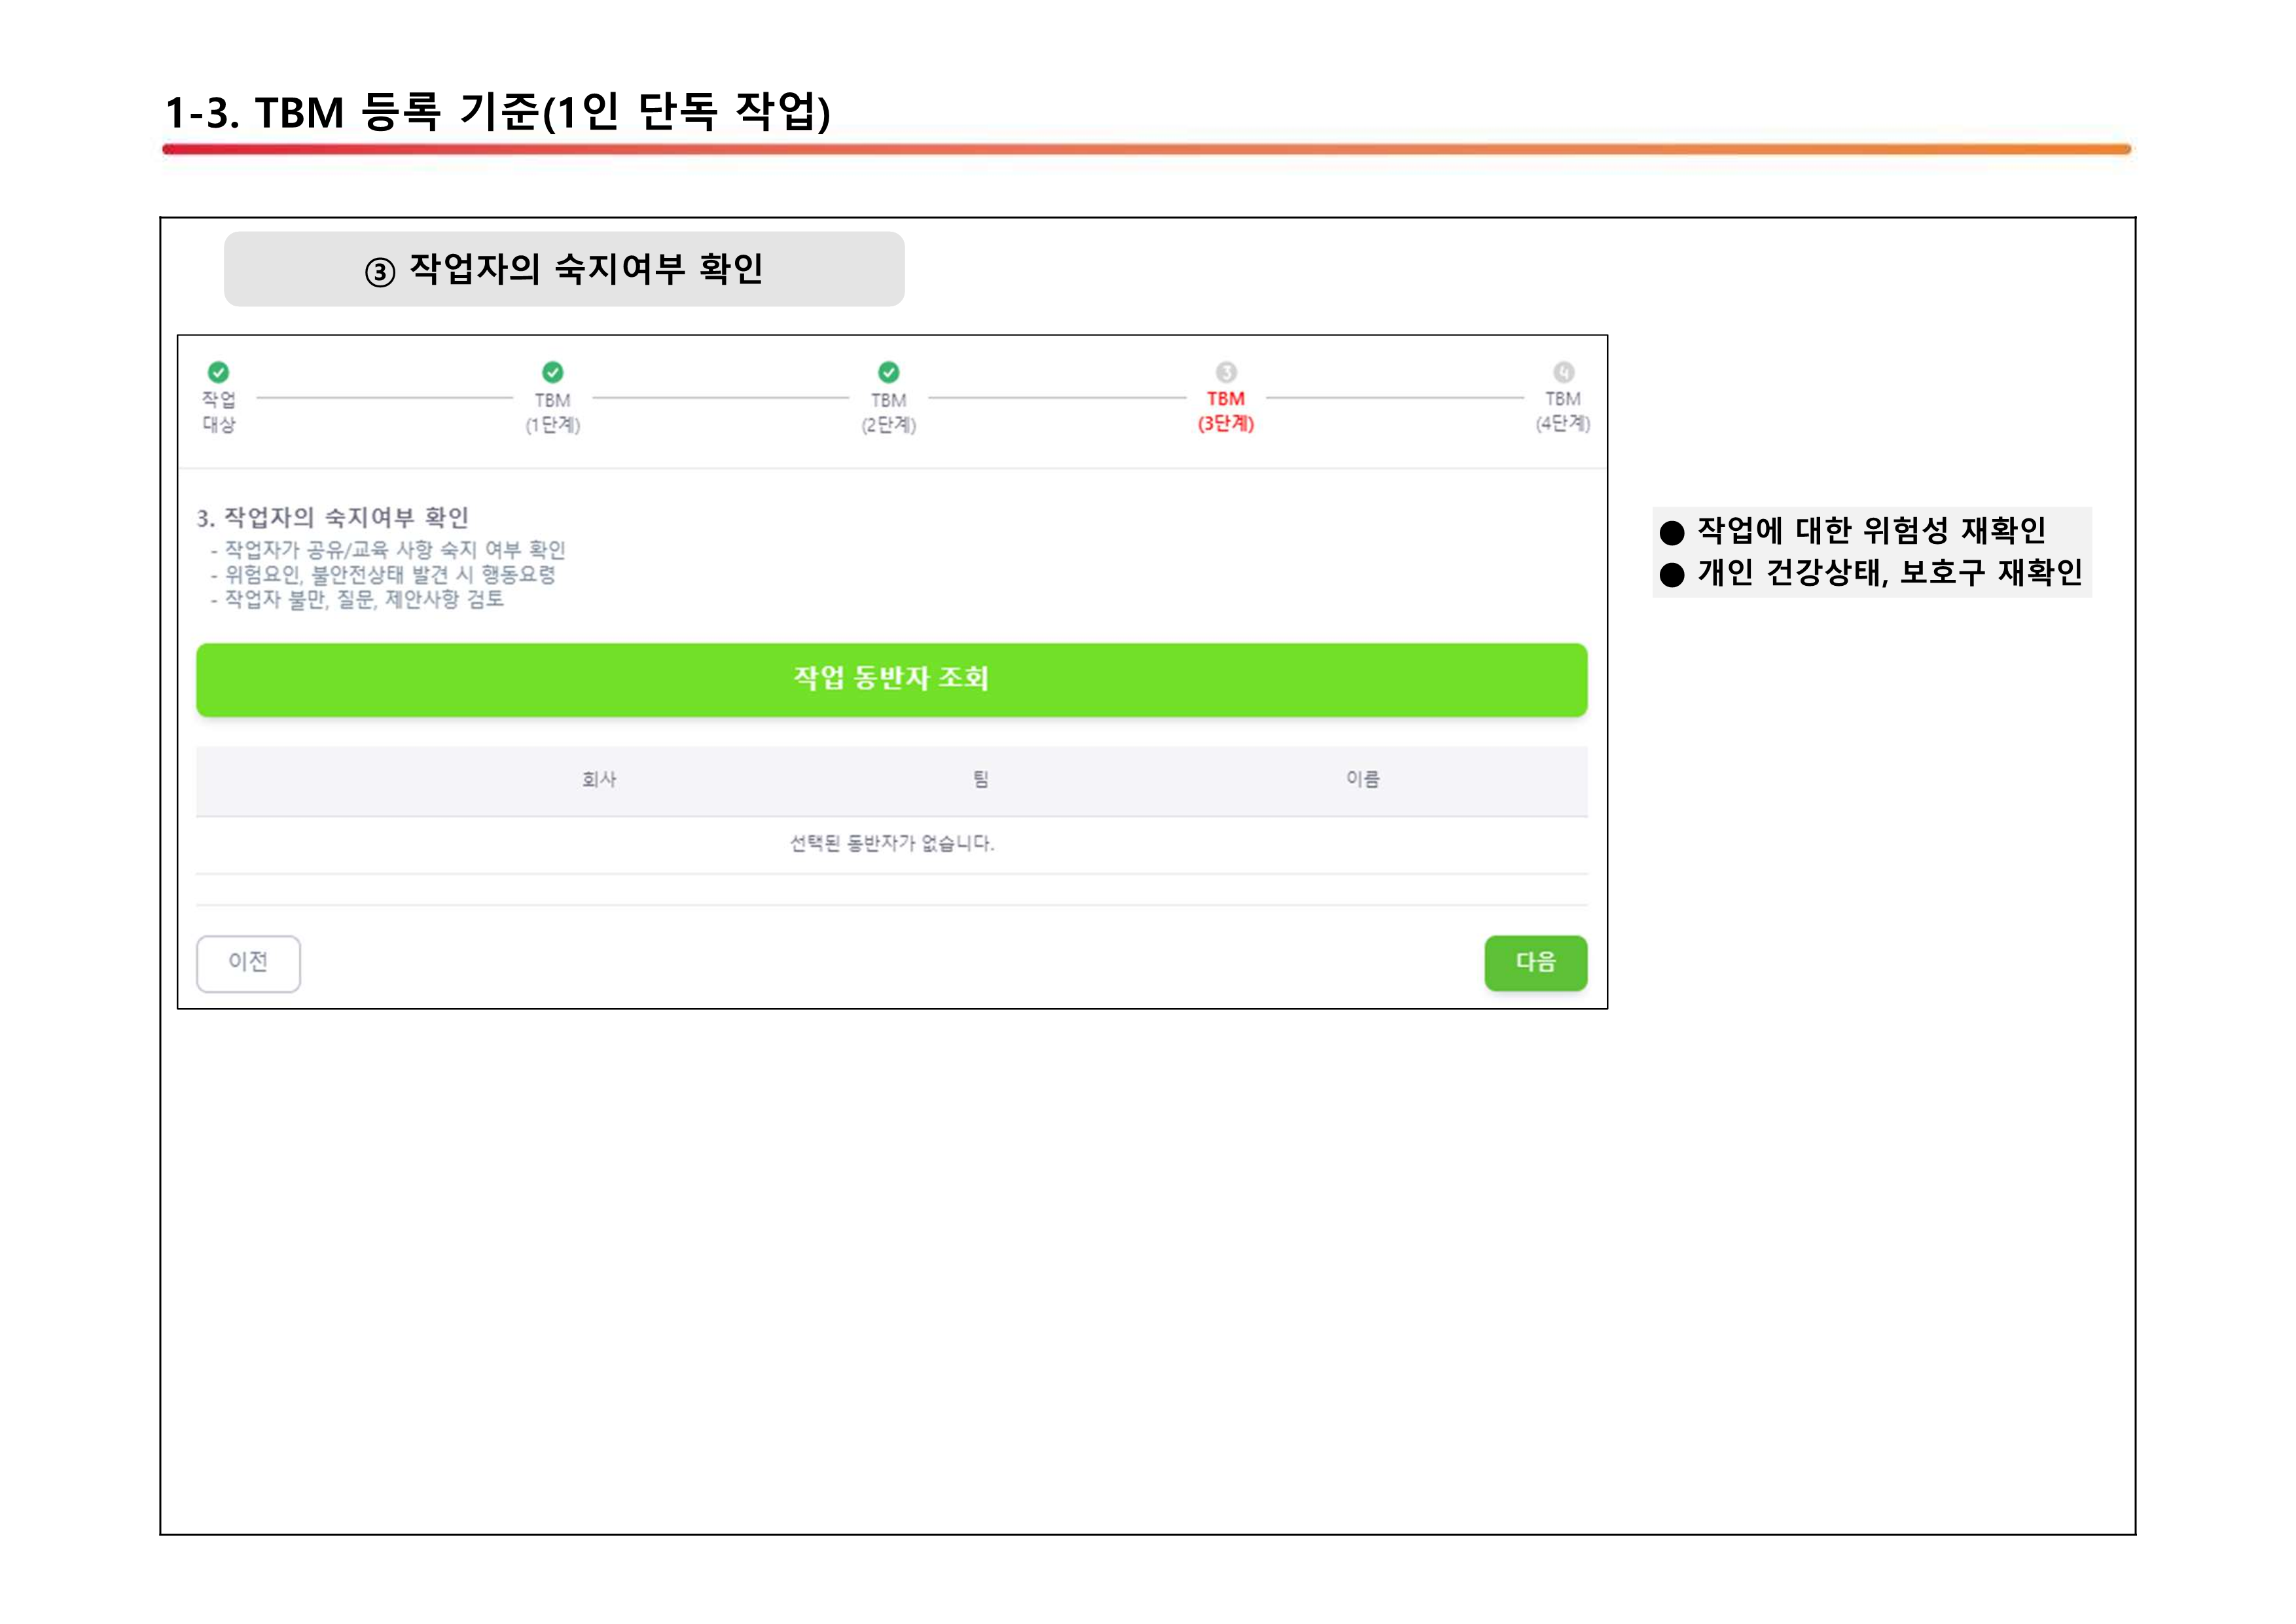 1-3. TBM 등록 기준(1인 단독 작업)
③ 작업자의 숙지여부 확인
작업
대상
TBM
(1단계)
TBM
(2단계)
3
TBM
(3단계)
4
TBM
(4단계)
3. 작업자의 숙지여부 확인
- 작업자가 공유/교육 사항 숙지 여부 확인
- 위험요인, 불안전상태 발견 시 행동요령
- 작업자 불만, 질문, 제안사항 검토
● 작업에 대한 위험성 재확인
● 개인 건강상태, 보호구 재확인
작업 동반자 조회
회사 팀 이름
선택된 동반자가 없습니다.
이전 다음